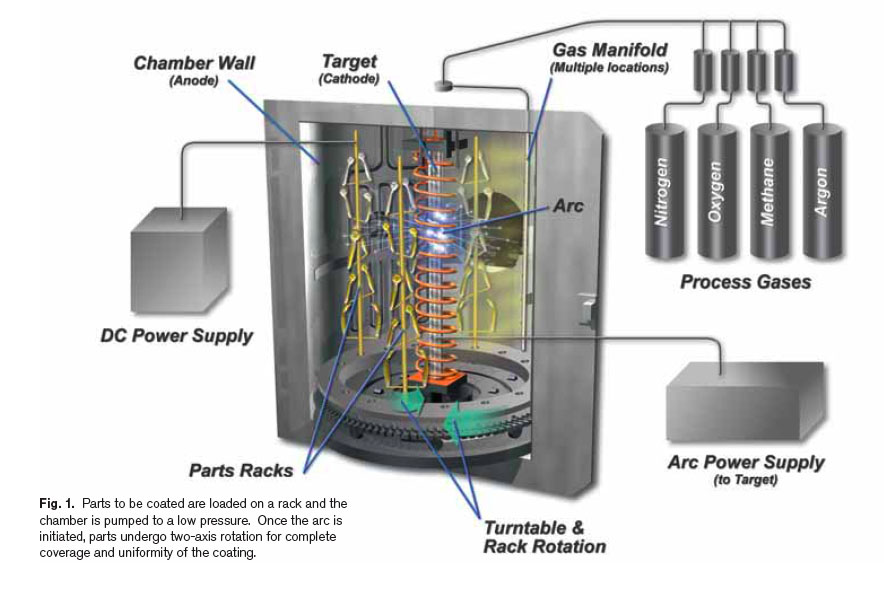 Chamber Wall
(Anode)
Target
(Cathode)
Gas Manifold
(Multiple locations)
Nitrogen
Oxygen
Methane
Argon
Arc
Process Gases
DC Power Supply
Parts Racks
Arc Power Supply
(to Target)
Turntable &
Rack Rotation
Fig. 1. Parts to be coated are loaded on a rack and the
chamber is pumped to a low pressure. Once the arc is
initiated, parts undergo two-axis rotation for complete
coverage and uniformity of the coating.